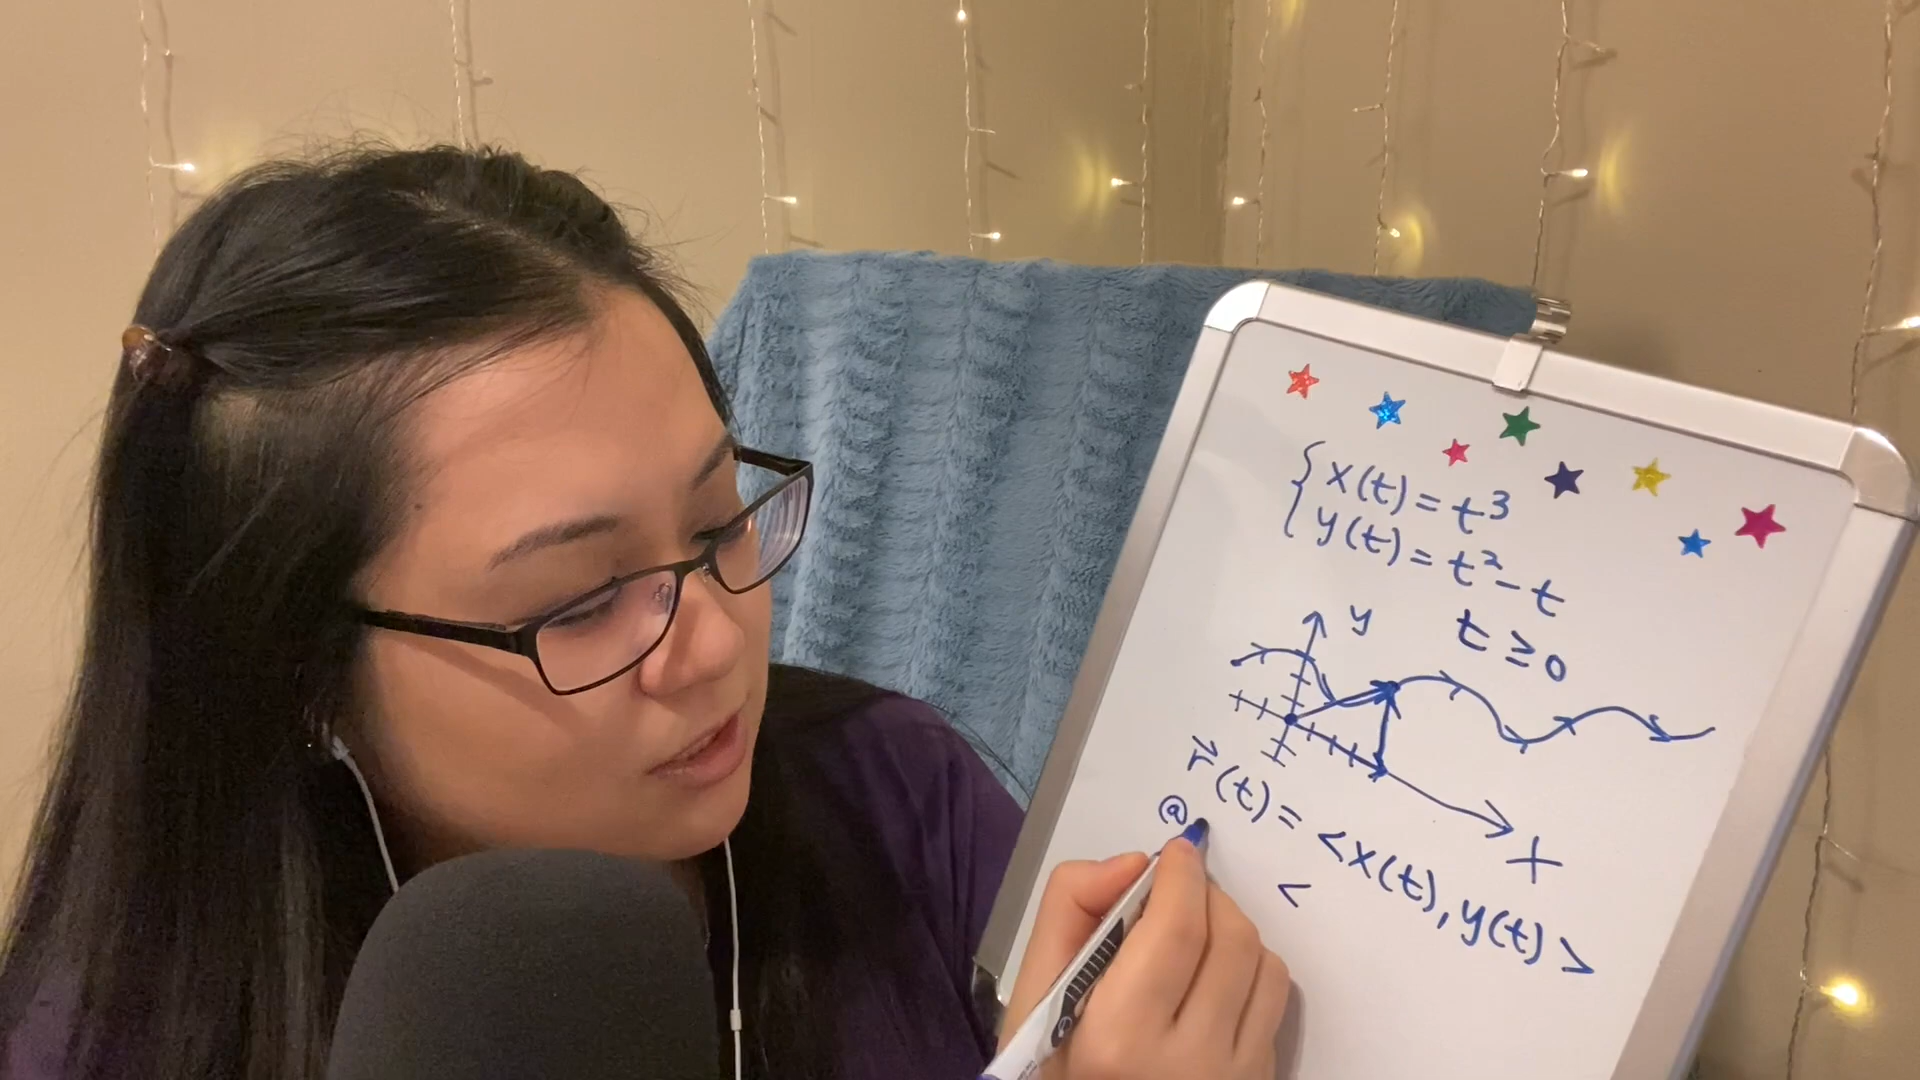 x(t) = t³
y(t) = t² - t
t ≥ 0
y
x
r⃗(t) = <x(t), y(t)>
@
<